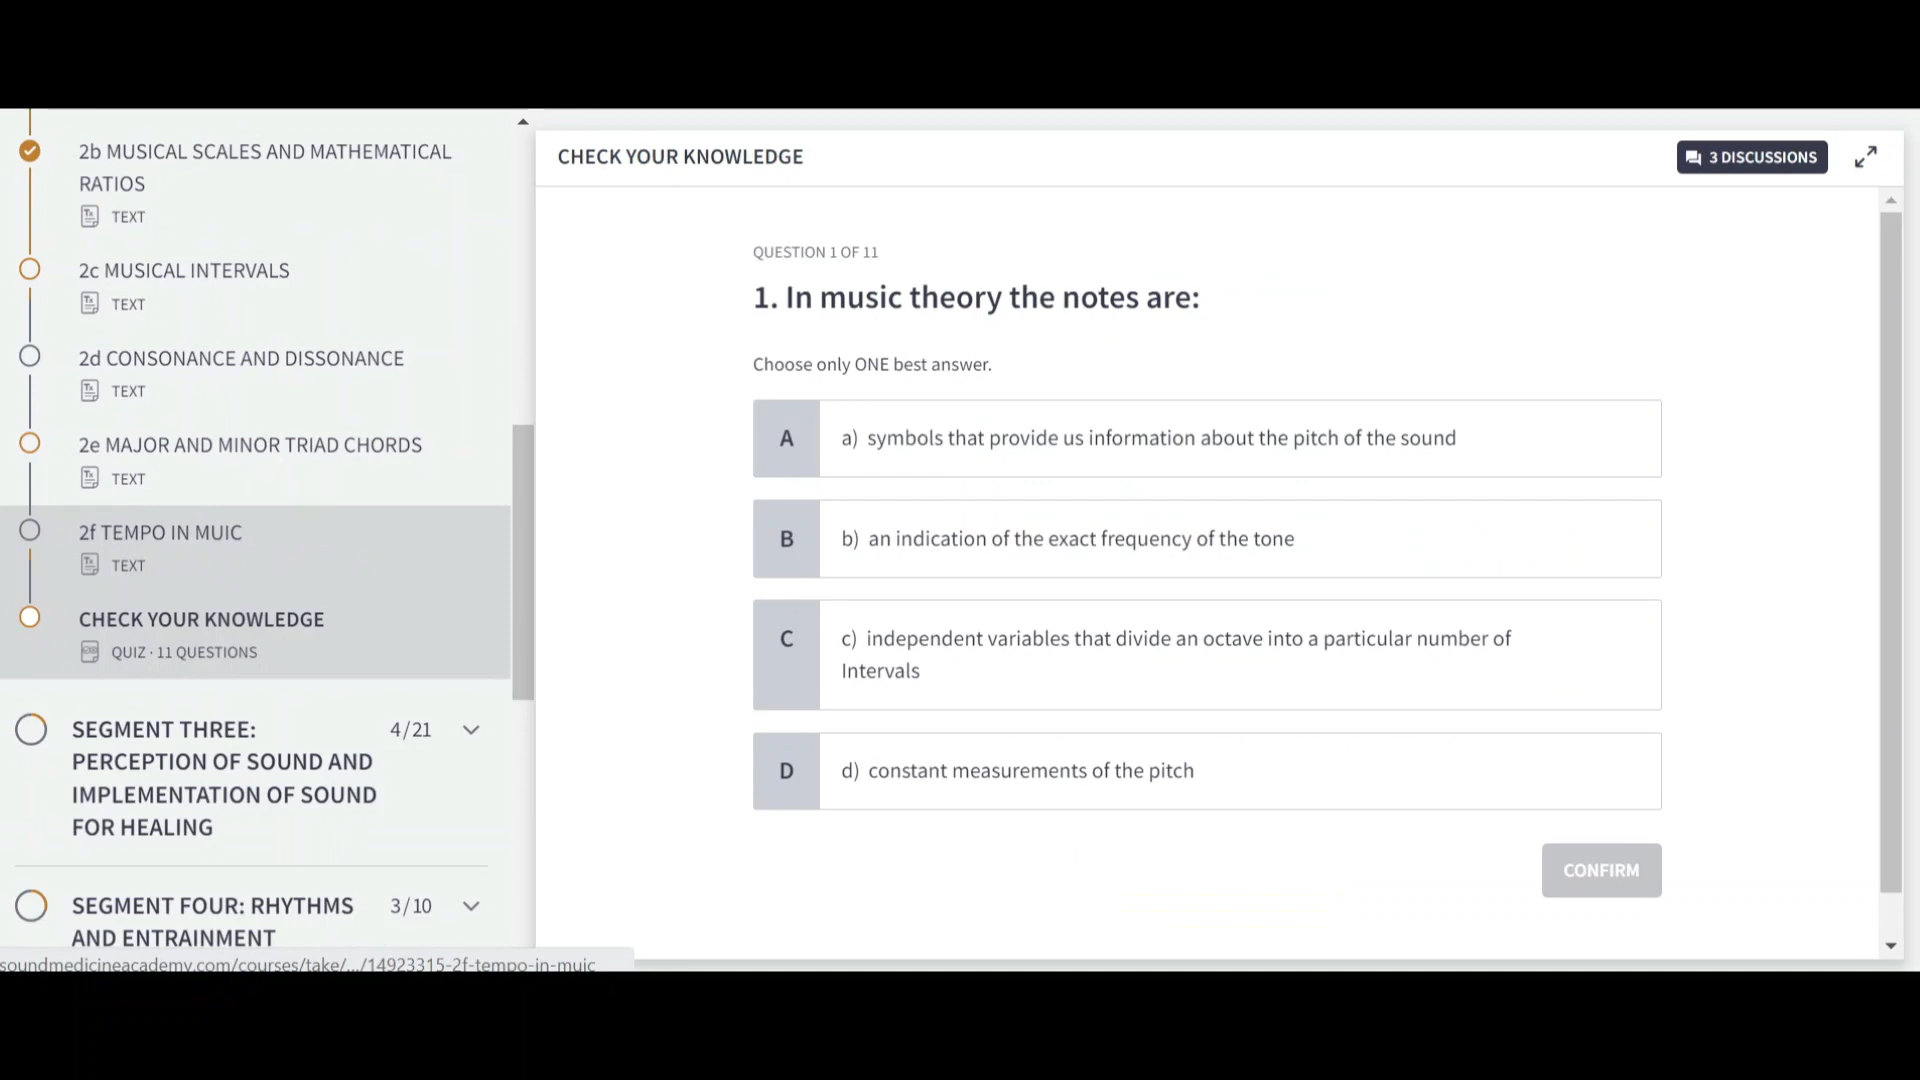 2b MUSICAL SCALES AND MATHEMATICAL
RATIOS
TEXT
2c MUSICAL INTERVALS
TEXT
2d CONSONANCE AND DISSONANCE
TEXT
2e MAJOR AND MINOR TRIAD CHORDS
TEXT
2f TEMPO IN MUIC
TEXT
CHECK YOUR KNOWLEDGE
QUIZ · 11 QUESTIONS
SEGMENT THREE: 4/21
PERCEPTION OF SOUND AND
IMPLEMENTATION OF SOUND
FOR HEALING
SEGMENT FOUR: RHYTHMS 3/10
AND ENTRAINMENT
soundmedicineacademy.com/courses/take/.../14923315-2f-tempo-in-muic
CHECK YOUR KNOWLEDGE
3 DISCUSSIONS
QUESTION 1 OF 11
1. In music theory the notes are:
Choose only ONE best answer.
A a) symbols that provide us information about the pitch of the sound
B b) an indication of the exact frequency of the tone
C c) independent variables that divide an octave into a particular number of
Intervals
D d) constant measurements of the pitch
CONFIRM